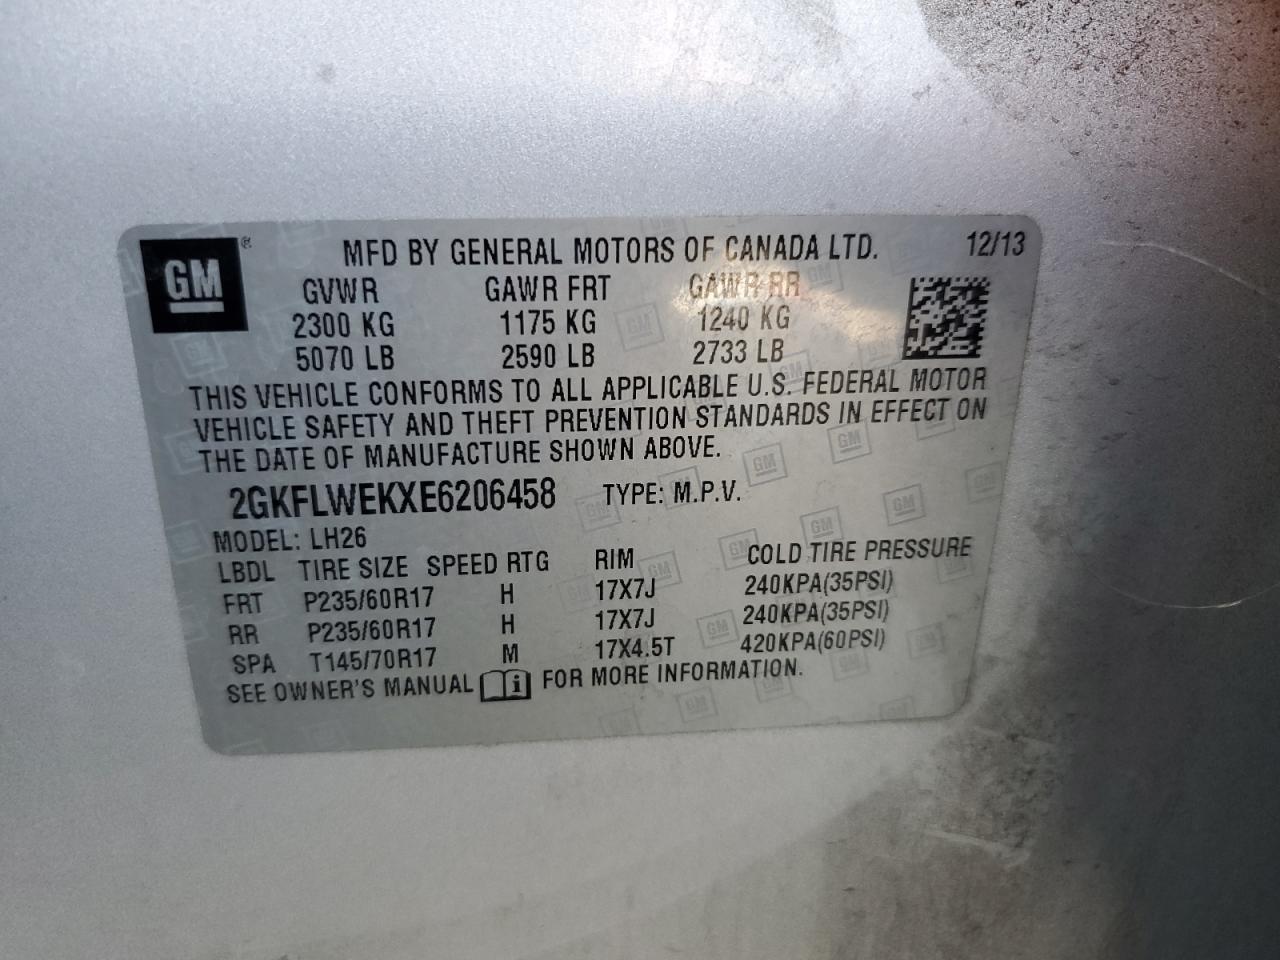 GM ® MFD BY GENERAL MOTORS OF CANADA LTD. 12/13
GVWR GAWR FRT GAWR RR
2300 KG 1175 KG 1240 KG
5070 LB 2590 LB 2733 LB
THIS VEHICLE CONFORMS TO ALL APPLICABLE U.S. FEDERAL MOTOR
VEHICLE SAFETY AND THEFT PREVENTION STANDARDS IN EFFECT ON
THE DATE OF MANUFACTURE SHOWN ABOVE.
2GKFLWEKXE6206458 TYPE: M.P.V.
MODEL: LH26
LBDL TIRE SIZE SPEED RTG RIM COLD TIRE PRESSURE
FRT P235/60R17 H 17X7J 240KPA(35PSI)
RR P235/60R17 H 17X7J 240KPA(35PSI)
SPA T145/70R17 M 17X4.5T 420KPA(60PSI)
SEE OWNER'S MANUAL i FOR MORE INFORMATION.